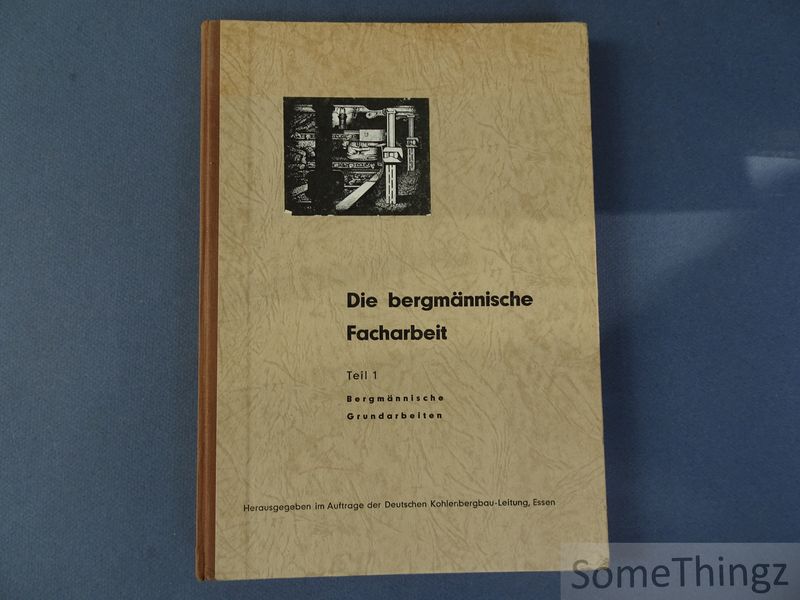 Die bergmännische
Facharbeit
Teil 1
Bergmännische
Grundarbeiten
Herausgegeben im Auftrage der Deutschen Kohlenbergbau-Leitung, Essen
SomeThingz